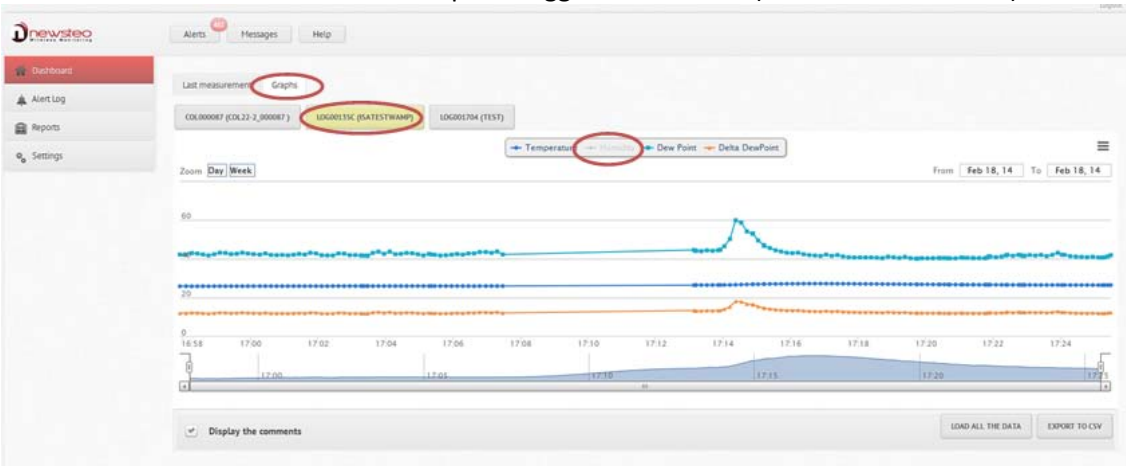 newsteo
Wireless Monitoring
Alerts
Messages
Help
Dashboard
Alert Log
Reports
Settings
Last measurement
Graphs
COL000087 (COL22-2_000087 )
LOG00135C (ISATESTWAMP)
LOG001704 (TEST)
Temperature
Humidity
Dew Point
Delta DewPoint
Zoom Day Week
From Feb 18, 14 To Feb 18, 14
60
20
0
16:58 17:00 17:02 17:04 17:06 17:08 17:10 17:12 17:14 17:16 17:18 17:20 17:22 17:24
17:00 17:05 17:10 17:15 17:20
Display the comments
LOAD ALL THE DATA
EXPORT TO CSV